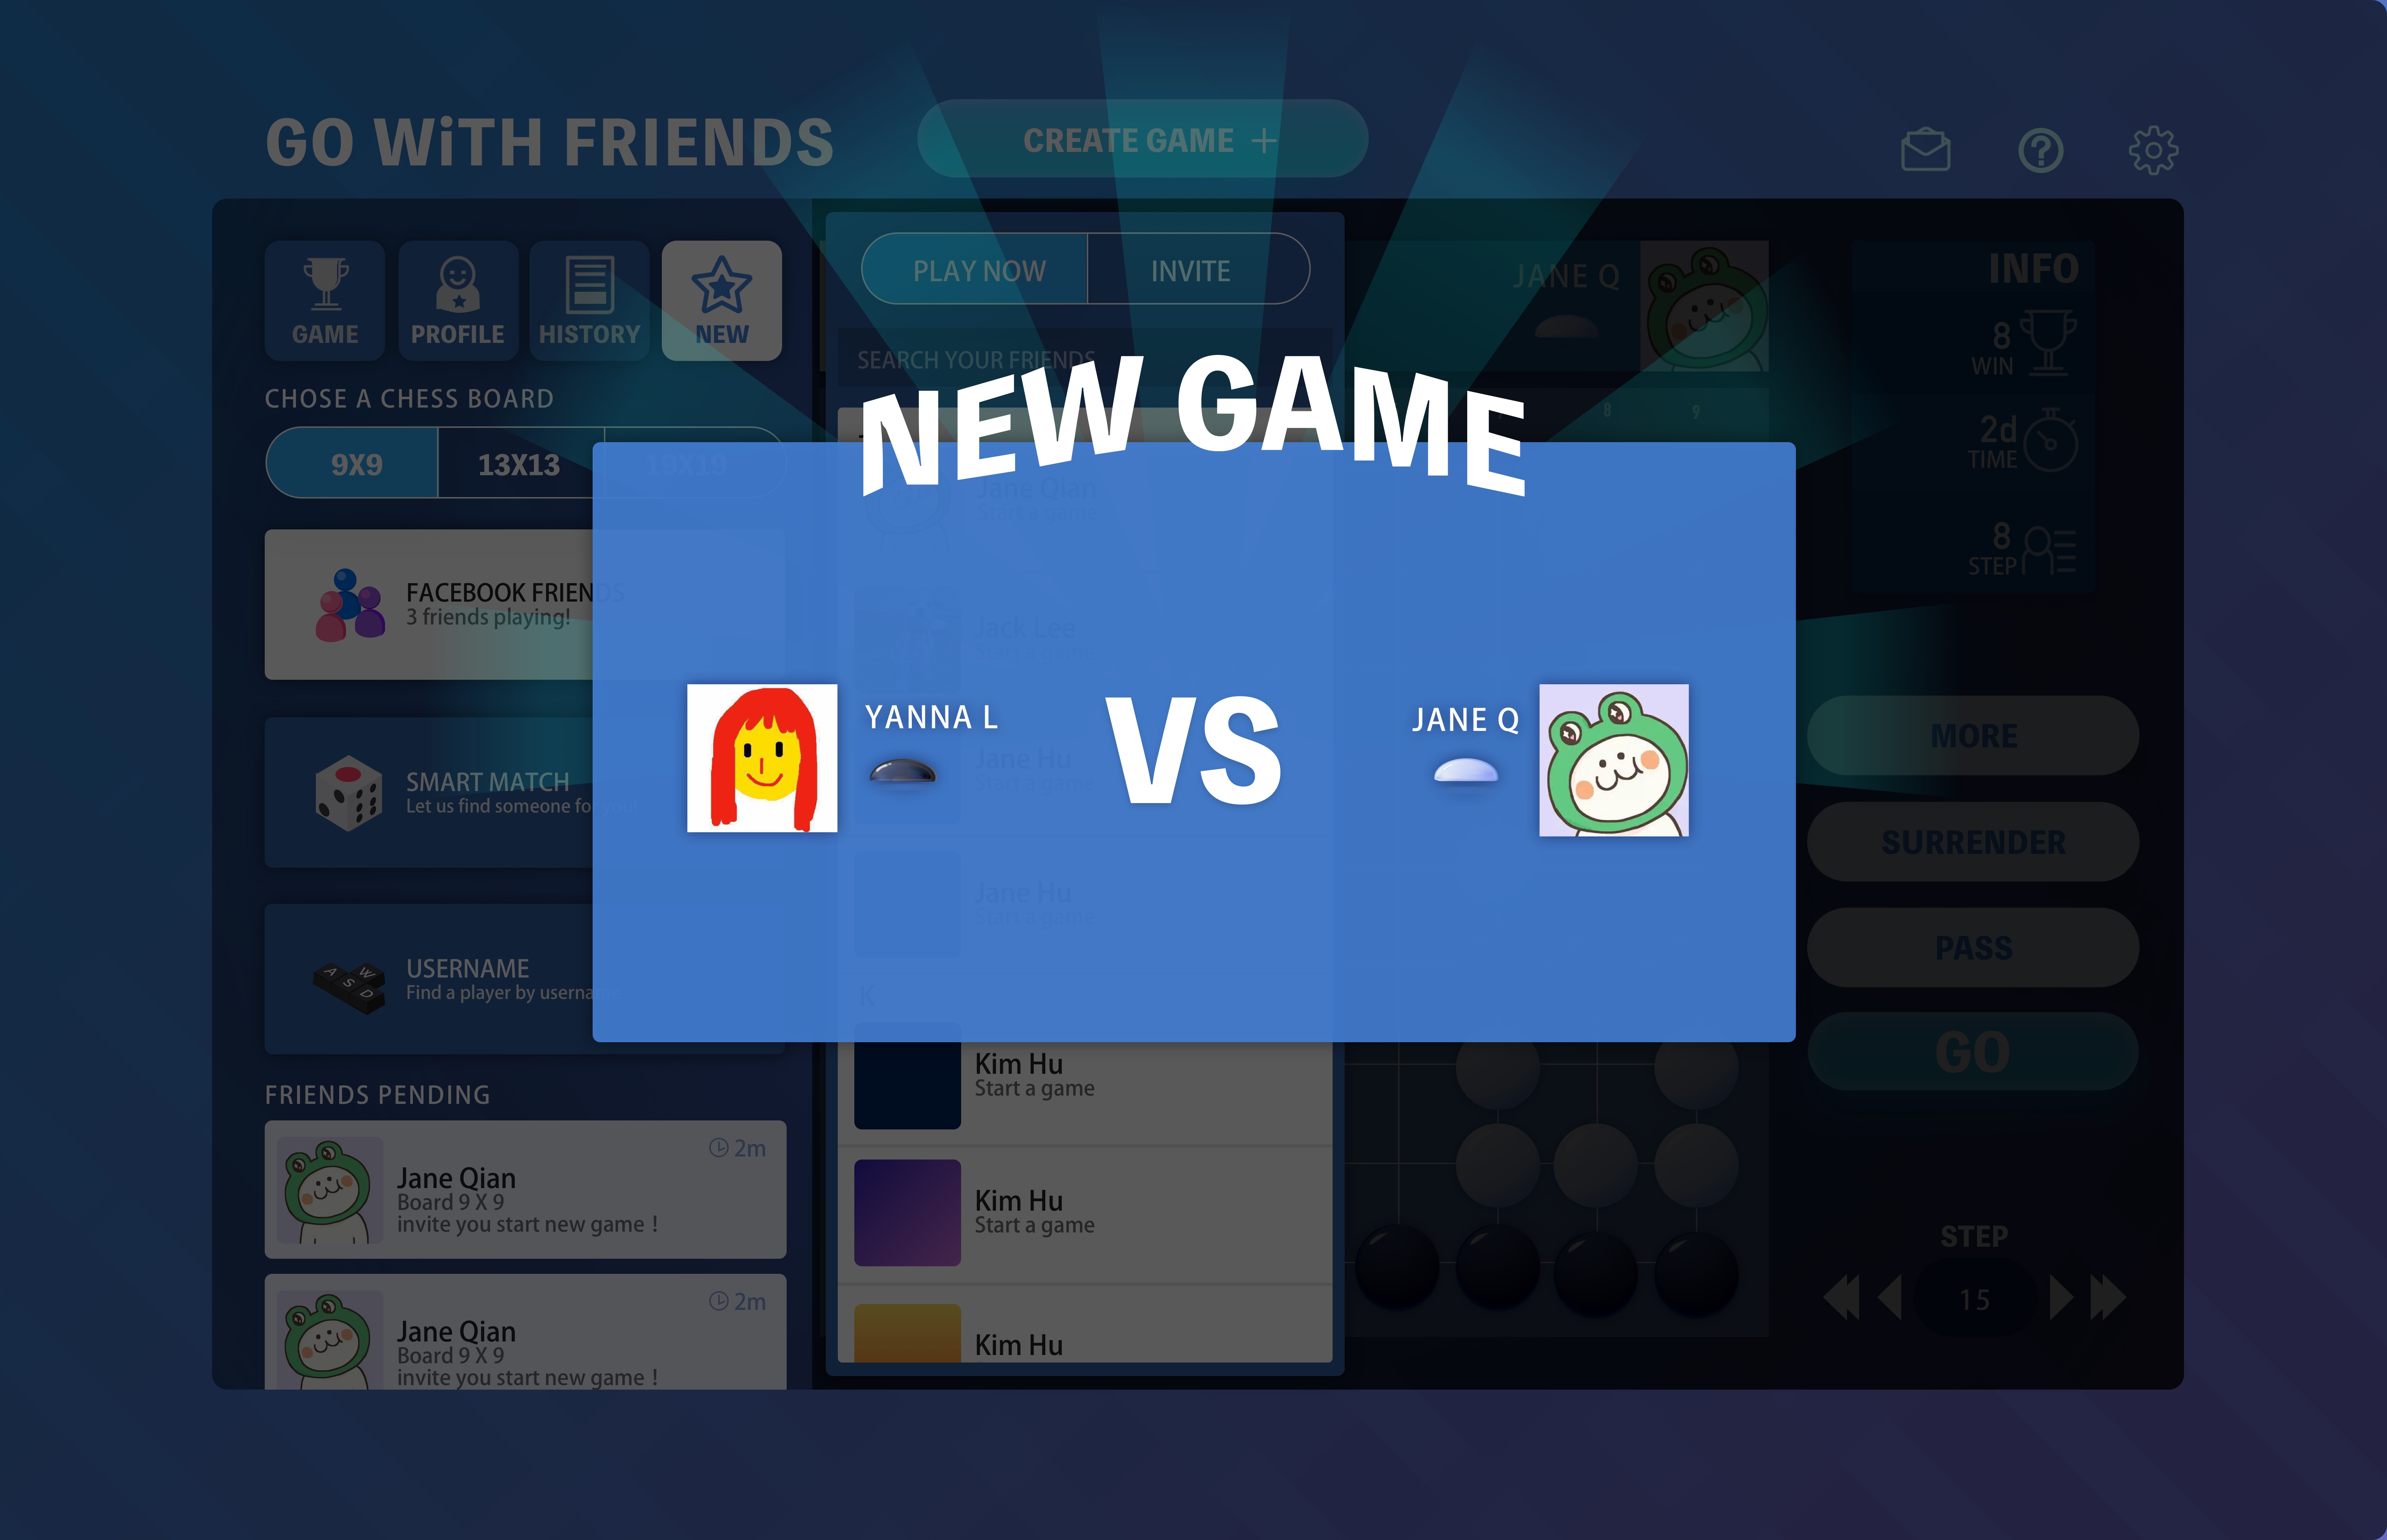 GO WiTH FRIENDS
CREATE GAME +
GAME
PROFILE
HISTORY
NEW
CHOSE A CHESS BOARD
9X9
13X13
19X19
FACEBOOK FRIENDS
3 friends playing!
SMART MATCH
Let us find someone for
USERNAME
Find a player by username
FRIENDS PENDING
2m
Jane Qian
Board 9 X 9
invite you start new game !
2m
Jane Qian
Board 9 X 9
invite you start new game !
PLAY NOW
INVITE
SEARCH YOUR FRIENDS
NEW GAME
Jane Qian
Start a game
Jack Lee
Start a game
YANNA L
VS
JANE Q
Jane Hu
Start a game
Jane Hu
Start a game
K
Kim Hu
Start a game
Kim Hu
Start a game
Kim Hu
JANE Q
8
9
INFO
8
WIN
2d
TIME
8
STEP
MORE
SURRENDER
PASS
GO
STEP
15
A
W
S
D